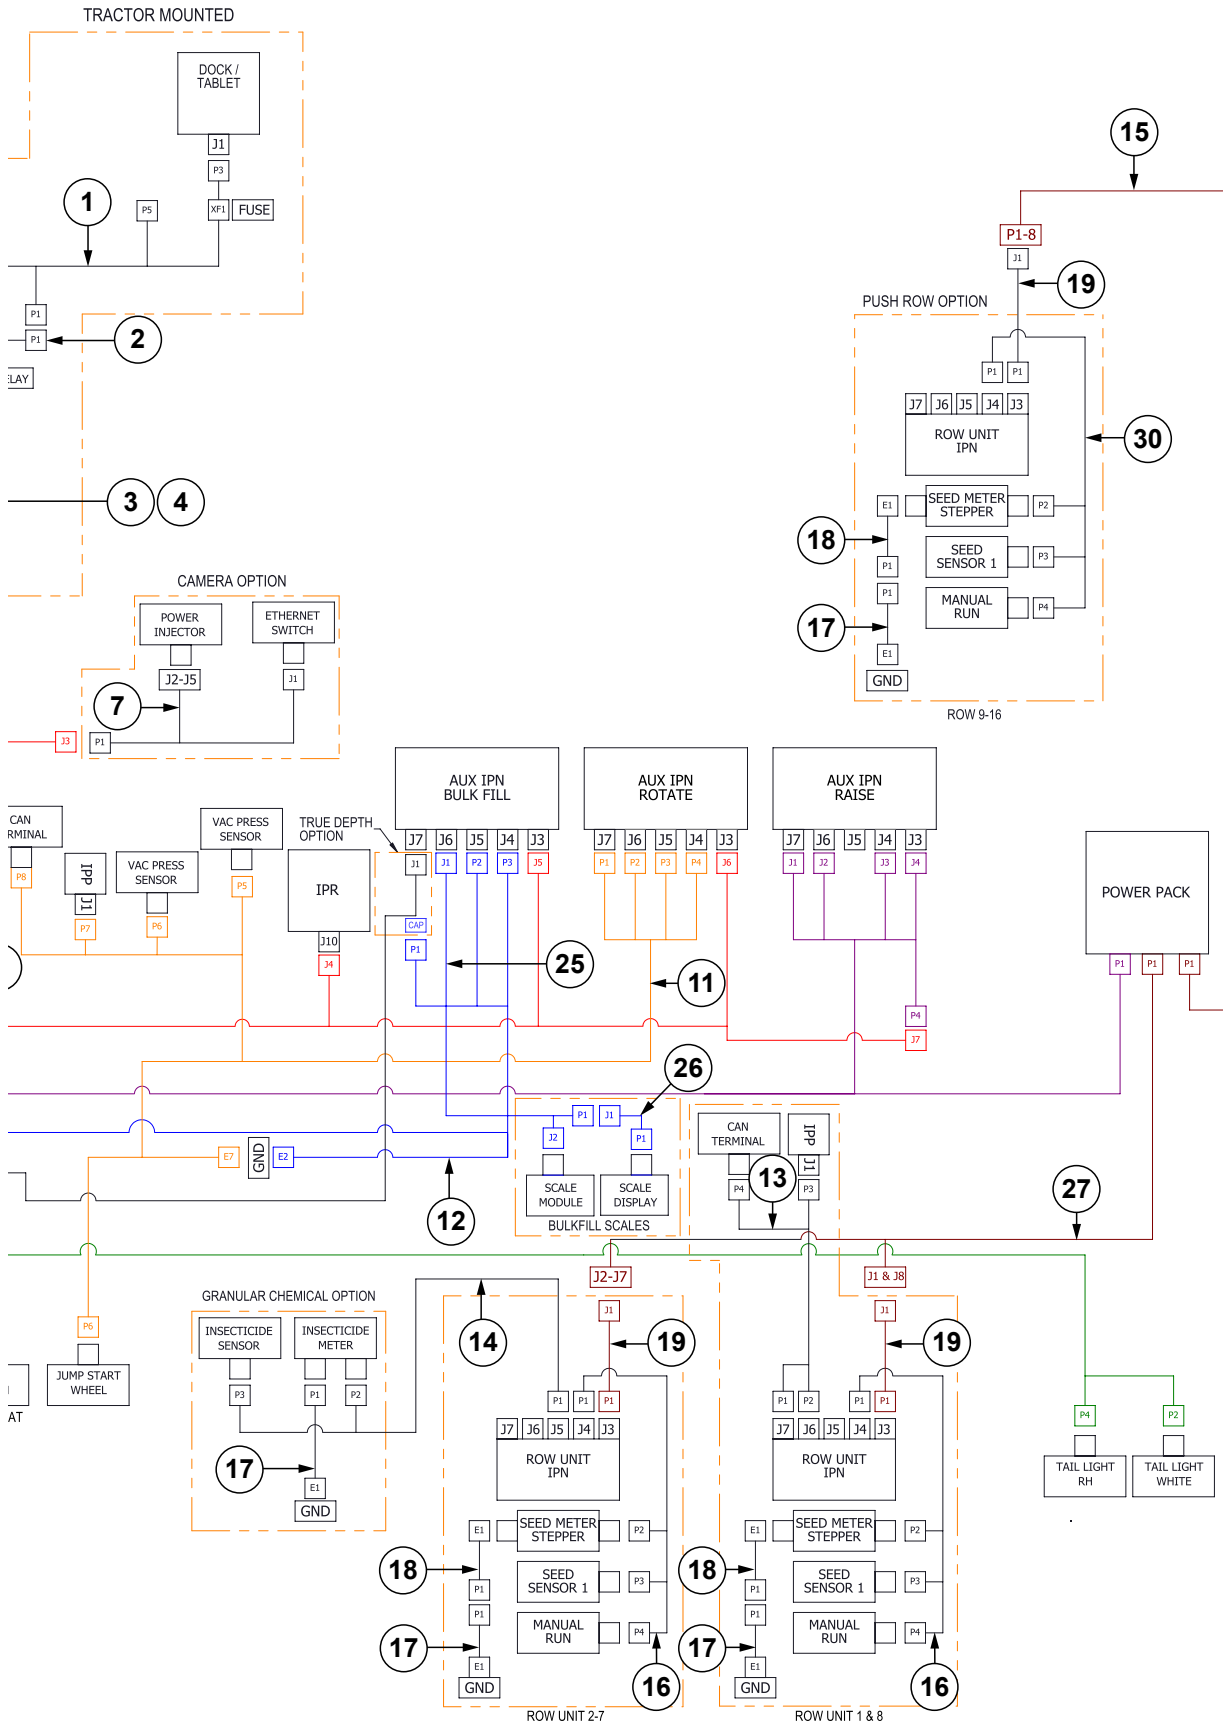 TRACTOR MOUNTED
DOCK /
TABLET
J1
P3
XF1
FUSE
P5
1
P1
P1
2
ELAY
3
4
15
P1-8
J1
19
PUSH ROW OPTION
P1
P1
J7
J6
J5
J4
J3
ROW UNIT
IPN
30
E1
SEED METER
STEPPER
P2
18
P1
SEED
SENSOR 1
P3
P1
MANUAL
RUN
P4
17
E1
GND
ROW 9-16
CAMERA OPTION
POWER
INJECTOR
ETHERNET
SWITCH
J2-J5
J1
7
J3
P1
CAN
RMINAL
P8
IPP
J1
P7
VAC PRESS
SENSOR
P6
VAC PRESS
SENSOR
P5
TRUE DEPTH
OPTION
IPR
J10
J4
AUX IPN
BULK FILL
J7
J6
J5
J4
J3
J1
J1
P2
P3
J5
CAP
P1
25
AUX IPN
ROTATE
J7
J6
J5
J4
J3
P1
P2
P3
P4
J6
11
AUX IPN
RAISE
J7
J6
J5
J4
J3
J1
J2
J3
J4
P4
J7
POWER PACK
P1
P1
P1
26
P1
J1
J2
P1
SCALE
MODULE
SCALE
DISPLAY
BULKFILL SCALES
E7
GND
E2
12
CAN
TERMINAL
IPP
J1
P4
13
P3
27
J2-J7
J1 & J8
GRANULAR CHEMICAL OPTION
INSECTICIDE
SENSOR
INSECTICIDE
METER
P3
P1
P2
17
E1
GND
P6
JUMP START
WHEEL
AT
14
J1
19
P1
P1
P1
J7
J6
J5
J4
J3
ROW UNIT
IPN
E1
SEED METER
STEPPER
P2
18
P1
SEED
SENSOR 1
P3
P1
MANUAL
RUN
P4
17
E1
GND
16
ROW UNIT 2-7
J1
19
P1
P2
P1
P1
J7
J6
J5
J4
J3
ROW UNIT
IPN
E1
SEED METER
STEPPER
P2
18
P1
SEED
SENSOR 1
P3
P1
MANUAL
RUN
P4
17
E1
GND
16
ROW UNIT 1 & 8
P4
P2
TAIL LIGHT
RH
TAIL LIGHT
WHITE